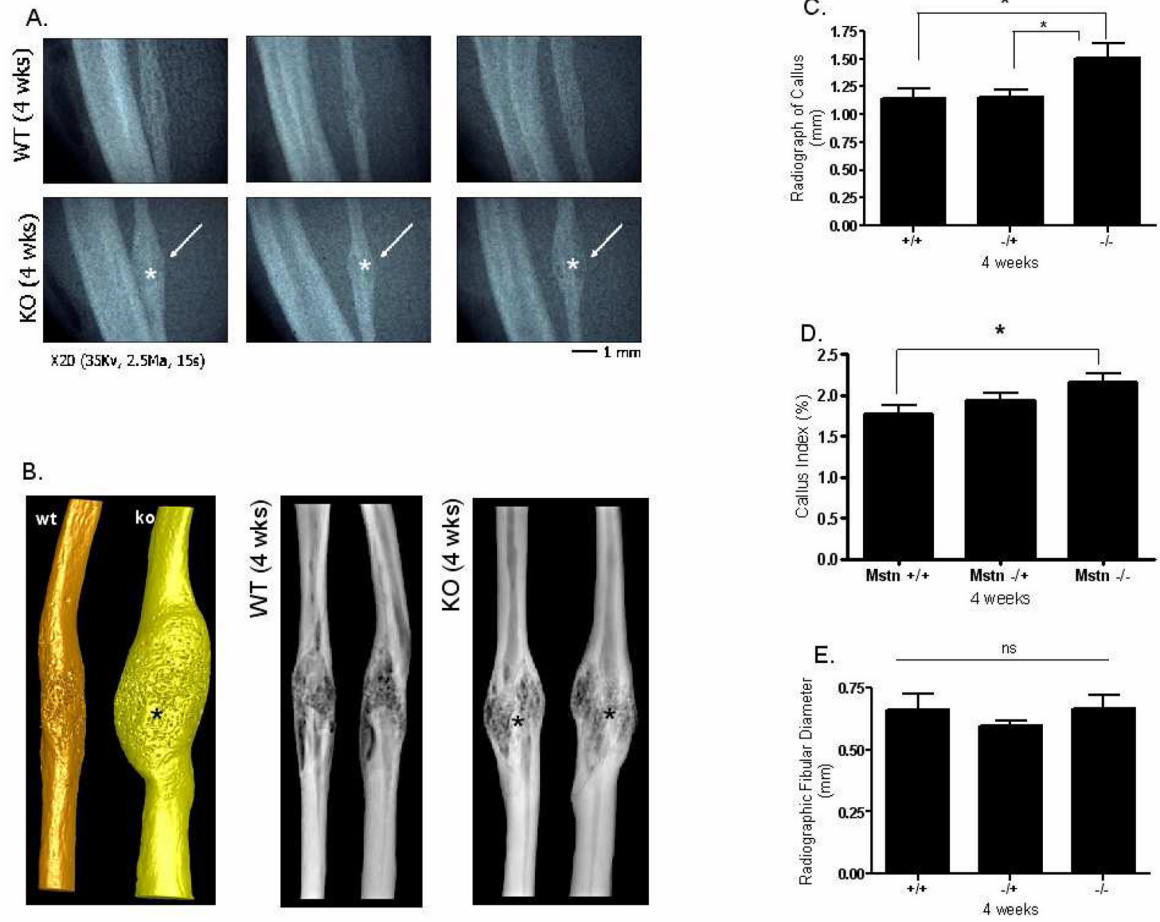 A.
WT (4 wks)
KO (4 wks)
*
*
*
X20 (35Kv, 2.5Ma, 15s)
1 mm
B.
wt
ko
*
WT (4 wks)
KO (4 wks)
*
*
C.
*
*
Radiograph of Callus
(mm)
1.75
1.50
1.25
1.00
0.75
0.50
0.25
0.00
+/+
-/+
-/-
4 weeks
D.
*
Callus Index (%)
2.5
2.0
1.5
1.0
0.5
0.0
Mstn +/+
Mstn -/+
Mstn -/-
4 weeks
E.
ns
Radiographic Fibular Diameter
(mm)
0.75
0.50
0.25
0.00
+/+
-/+
-/-
4 weeks